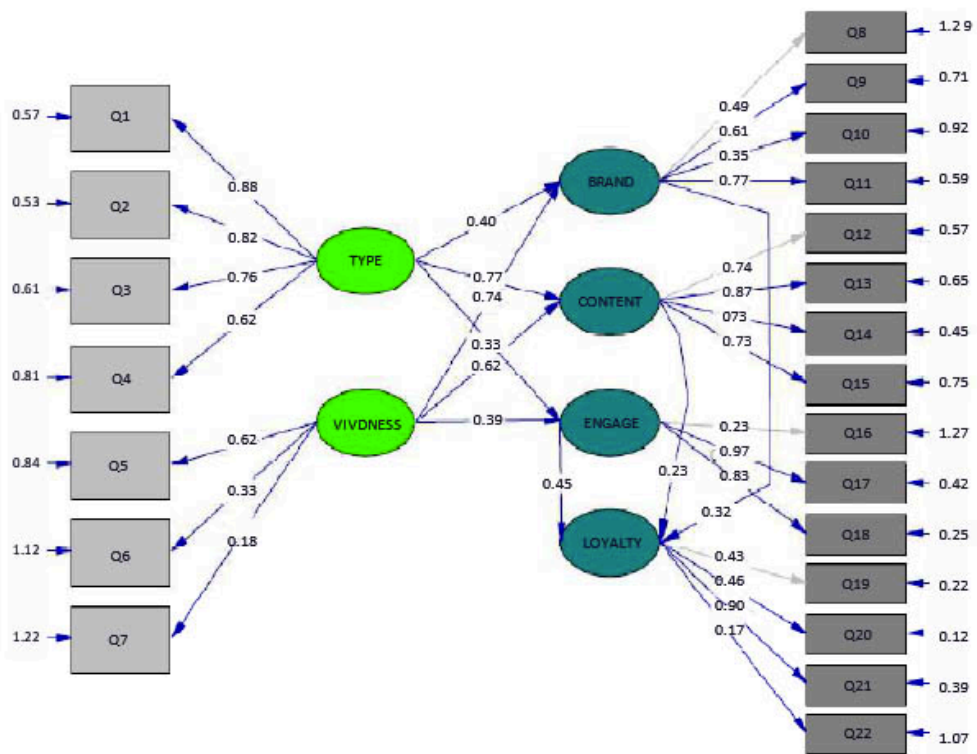 Q8
1.2 9
Q9
0.71
Q10
0.92
Q11
0.59
Q12
0.57
Q13
0.65
Q14
0.45
Q15
0.75
Q16
1.27
Q17
0.42
Q18
0.25
Q19
0.22
Q20
0.12
Q21
0.39
Q22
1.07
0.57
Q1
0.53
Q2
0.61
Q3
0.81
Q4
0.84
Q5
1.12
Q6
1.22
Q7
0.88
0.82
0.76
0.62
0.62
0.33
0.18
TYPE
VIVDNESS
0.40
0.77
0.74
0.33
0.62
0.39
BRAND
CONTENT
ENGAGE
LOYALTY
0.49
0.61
0.35
0.77
0.74
0.87
073
0.73
0.23
0.97
0.83
0.23
0.45
0.32
0.43
0.46
0.90
0.17